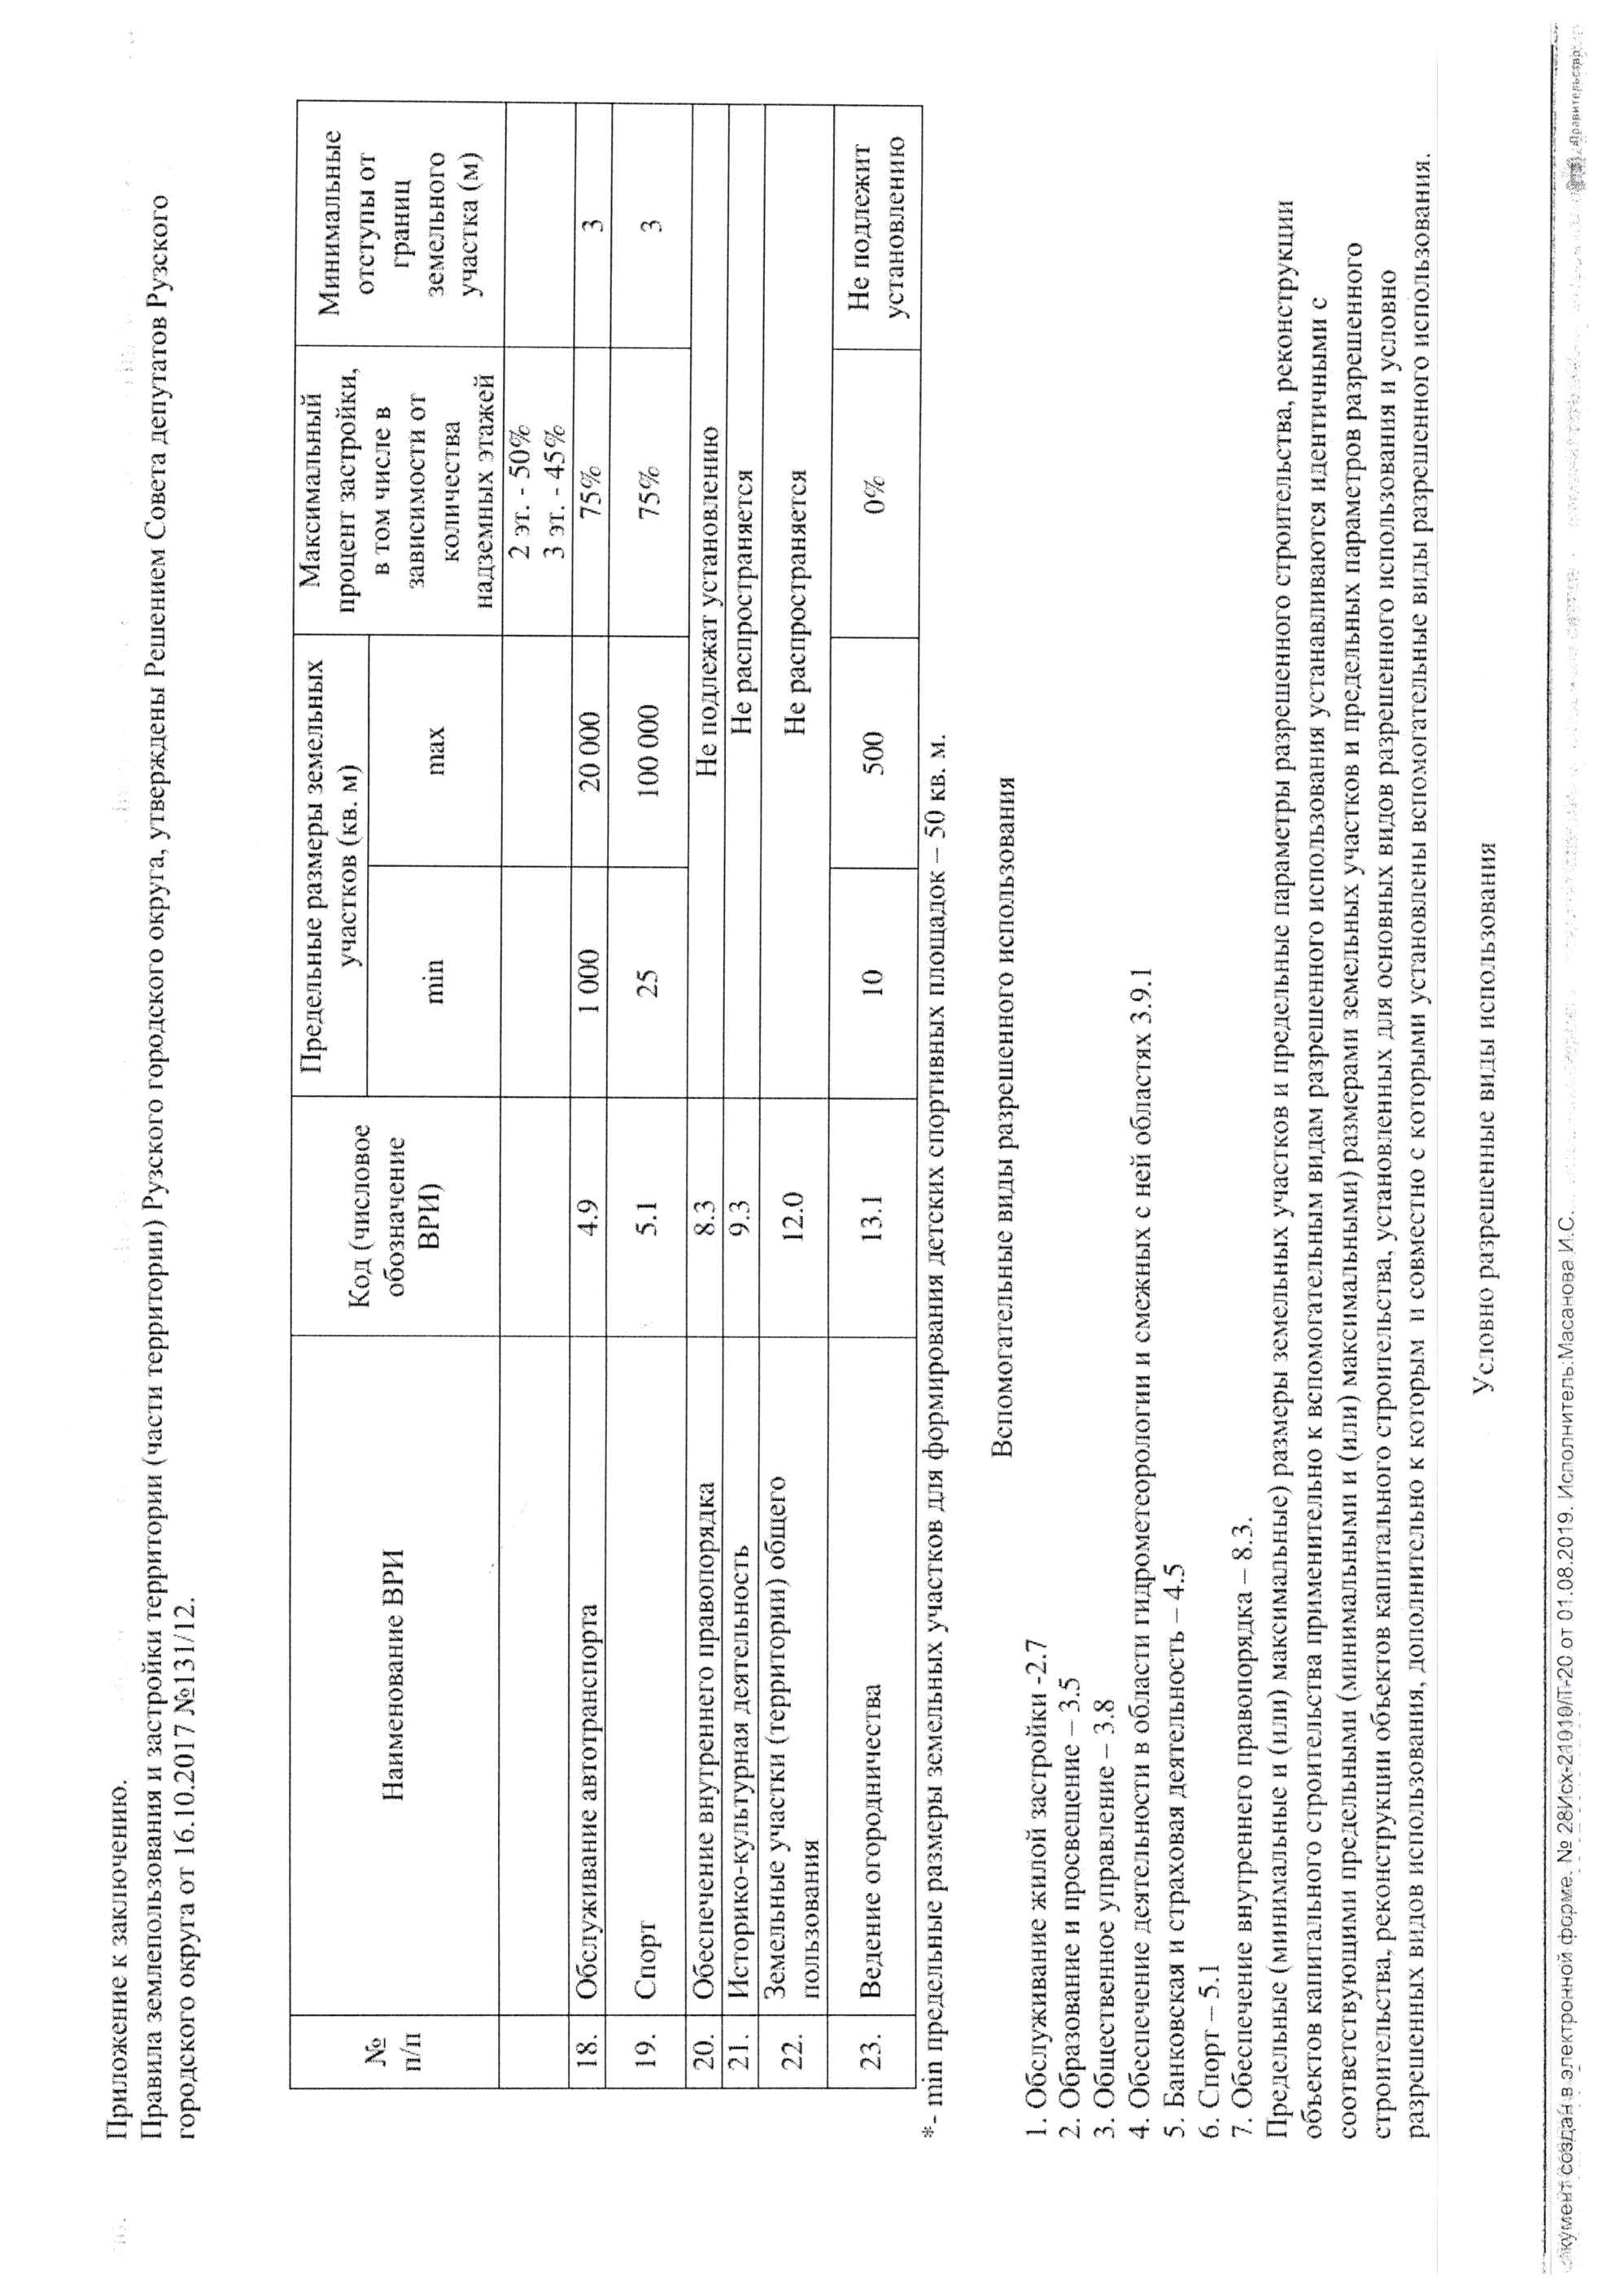 Приложение к заключению.
Правила землепользования и застройки территории (части территории) Рузского городского округа, утверждены Решением Совета депутатов Рузского
городского округа от 16.10.2017 №131/12.
№
п/п
Наименование ВРИ
Код (числовое
обозначение
ВРИ)
Предельные размеры земельных
участков (кв. м)
min
max
Максимальный
процент застройки,
в том числе в
зависимости от
количества
надземных этажей
Минимальные
отступы от
границ
земельного
участка (м)
2 эт. - 50%
3 эт. - 45%
18. Обслуживание автотранспорта 4.9 1 000 20 000 75% 3
19. Спорт 5.1 25 100 000 75% 3
20. Обеспечение внутреннего правопорядка 8.3 Не подлежат установлению
21. Историко-культурная деятельность 9.3 Не распространяется
22. Земельные участки (территории) общего
пользования 12.0 Не распространяется
23. Ведение огородничества 13.1 10 500 0% Не подлежит
установлению
*- min предельные размеры земельных участков для формирования детских спортивных площадок – 50 кв. м.
Вспомогательные виды разрешенного использования
1. Обслуживание жилой застройки -2.7
2. Образование и просвещение – 3.5
3. Общественное управление – 3.8
4. Обеспечение деятельности в области гидрометеорологии и смежных с ней областях 3.9.1
5. Банковская и страховая деятельность – 4.5
6. Спорт – 5.1
7. Обеспечение внутреннего правопорядка – 8.3.
Предельные (минимальные и (или) максимальные) размеры земельных участков и предельные параметры разрешенного строительства, реконструкции
объектов капитального строительства применительно к вспомогательным видам разрешенного использования устанавливаются идентичными с
соответствующими предельными (минимальными и (или) максимальными) размерами земельных участков и предельных параметров разрешенного
строительства, реконструкции объектов капитального строительства, установленных для основных видов разрешенного использования и условно
разрешенных видов использования, дополнительно к которым и совместно с которыми установлены вспомогательные виды разрешенного использования.
Условно разрешенные виды использования
кумент создан в электронной форме. № 28Исх-21010/Т-20 от 01.08.2019. Исполнитель:Масанова И.С.